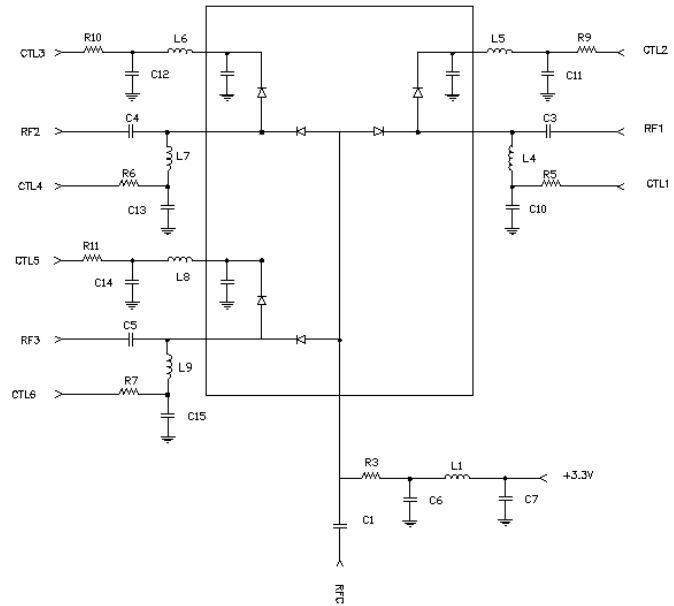 R10
L6
L5
R9
CTL3
C12
C11
CTL2
C4
C3
RF2
RF1
L7
L4
R6
R5
CTL4
CTL1
C13
C10
R11
CTL5
L8
C14
C5
RF3
L9
R7
CTL6
C15
R3
L1
+3.3V
C6
C7
C1
RFC